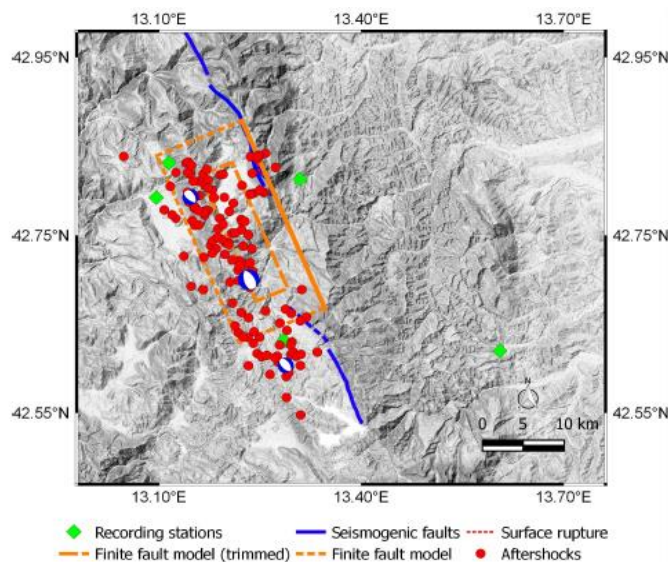 13.10°E 13.40°E 13.70°E
42.95°N 42.95°N
42.75°N 42.75°N
42.55°N 42.55°N
N
0 5 10 km
13.10°E 13.40°E 13.70°E
Recording stations Seismogenic faults Surface rupture
Finite fault model (trimmed) Finite fault model Aftershocks